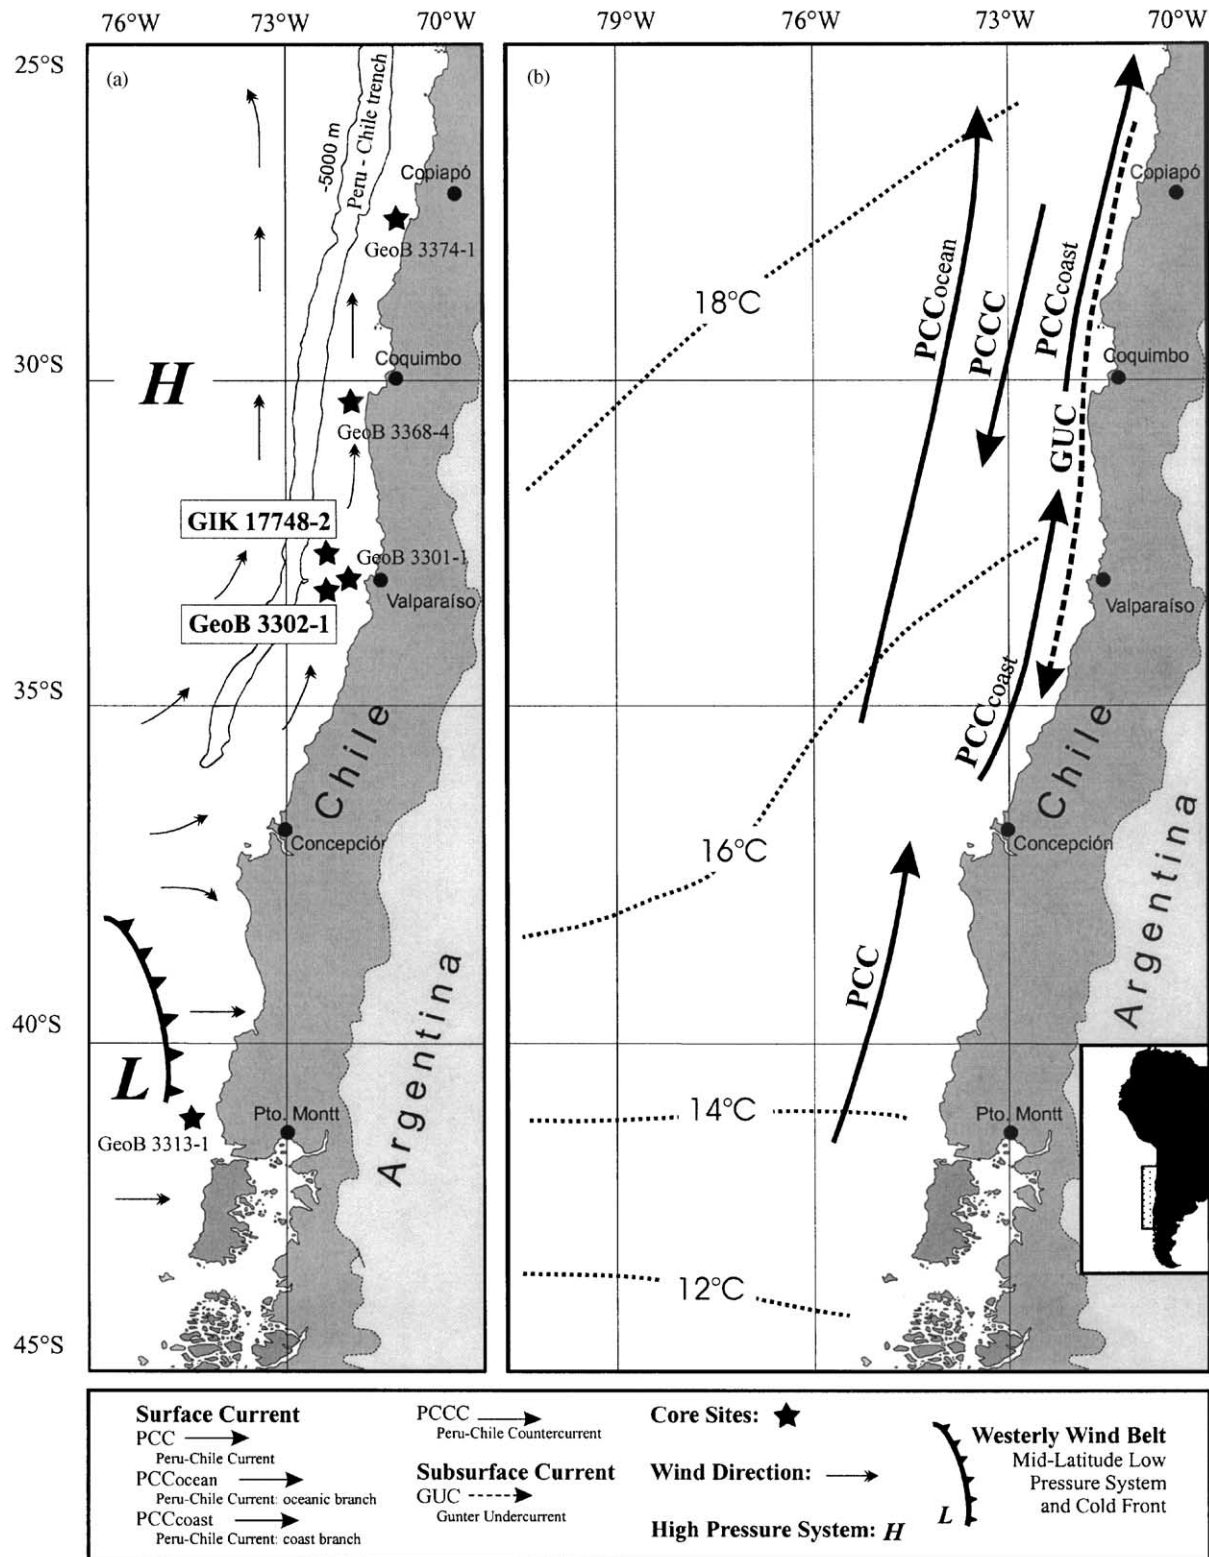 76°W 73°W 70°W 76°W 73°W 70°W
25°S
30°S
35°S
40°S
45°S
(a)
-5000 m
Peru - Chile trench
Copiapó
GeoB 3374-1
H
Coquimbo
GeoB 3368-4
GIK 17748-2
GeoB 3301-1
Valparaíso
GeoB 3302-1
Chile
Concepción
Argentina
L
Pto. Montt
GeoB 3313-1
(b)
Copiapó
18°C
PCCocean
PCCC
PCCcoast
Coquimbo
GUC
Valparaíso
PCCcoast
Chile
16°C
Concepción
Argentina
PCC
14°C
Pto. Montt
12°C
Surface Current
PCC
Peru-Chile Current
PCCocean
Peru-Chile Current: oceanic branch
PCCcoast
Peru-Chile Current: coast branch
PCCC
Peru-Chile Countercurrent
Subsurface Current
GUC
Gunter Undercurrent
Core Sites:
Wind Direction:
High Pressure System: H
L
Westerly Wind Belt
Mid-Latitude Low
Pressure System
and Cold Front